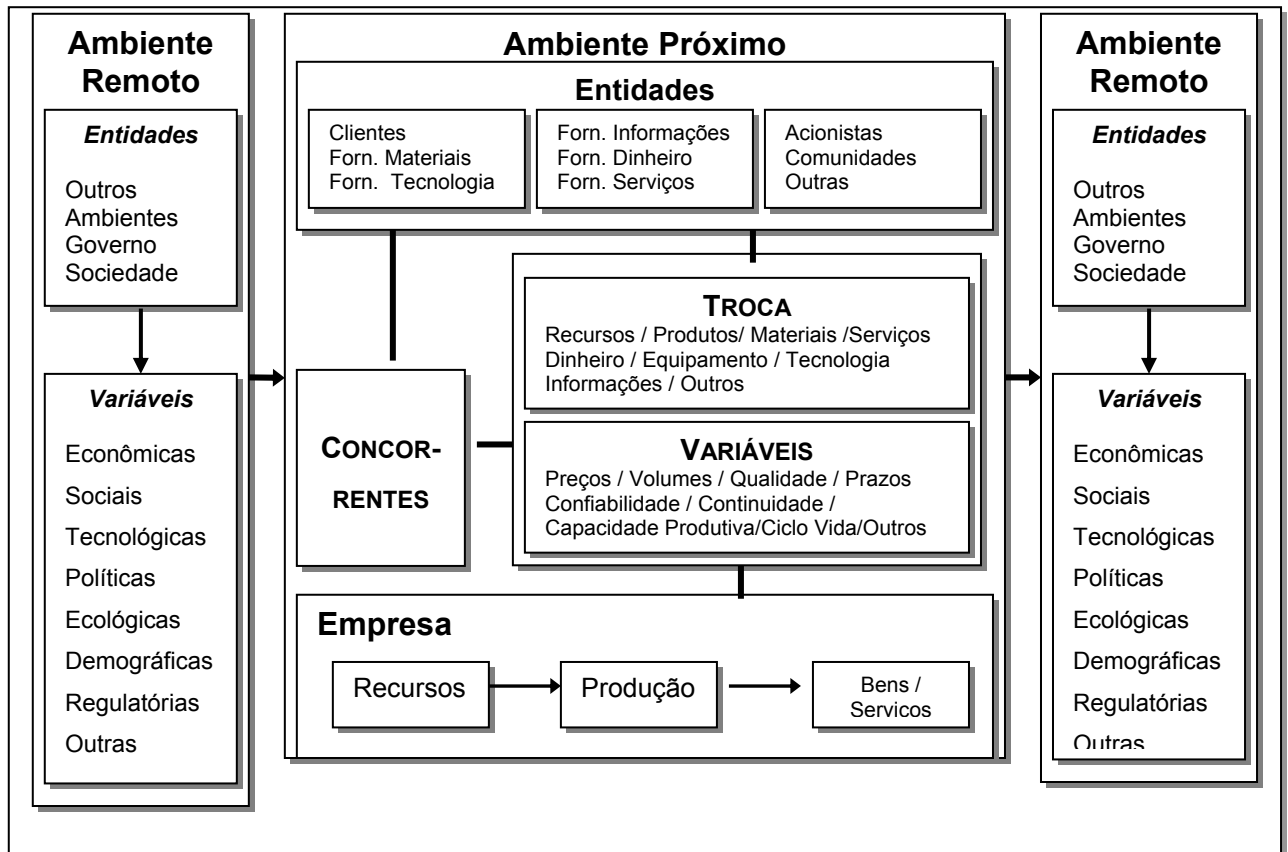 Ambiente
Remoto
Entidades
Outros
Ambientes
Governo
Sociedade
Variáveis
Econômicas
Sociais
Tecnológicas
Políticas
Ecológicas
Demográficas
Regulatórias
Outras
Ambiente Próximo
Entidades
Clientes
Forn. Materiais
Forn. Tecnologia
Forn. Informações
Forn. Dinheiro
Forn. Serviços
Acionistas
Comunidades
Outras
CONCOR-
RENTES
TROCA
Recursos / Produtos/ Materiais /Serviços
Dinheiro / Equipamento / Tecnologia
Informações / Outros
VARIÁVEIS
Preços / Volumes / Qualidade / Prazos
Confiabilidade / Continuidade /
Capacidade Produtiva/Ciclo Vida/Outros
Empresa
Recursos
Produção
Bens /
Servicos
Ambiente
Remoto
Entidades
Outros
Ambientes
Governo
Sociedade
Variáveis
Econômicas
Sociais
Tecnológicas
Políticas
Ecológicas
Demográficas
Regulatórias
Outras